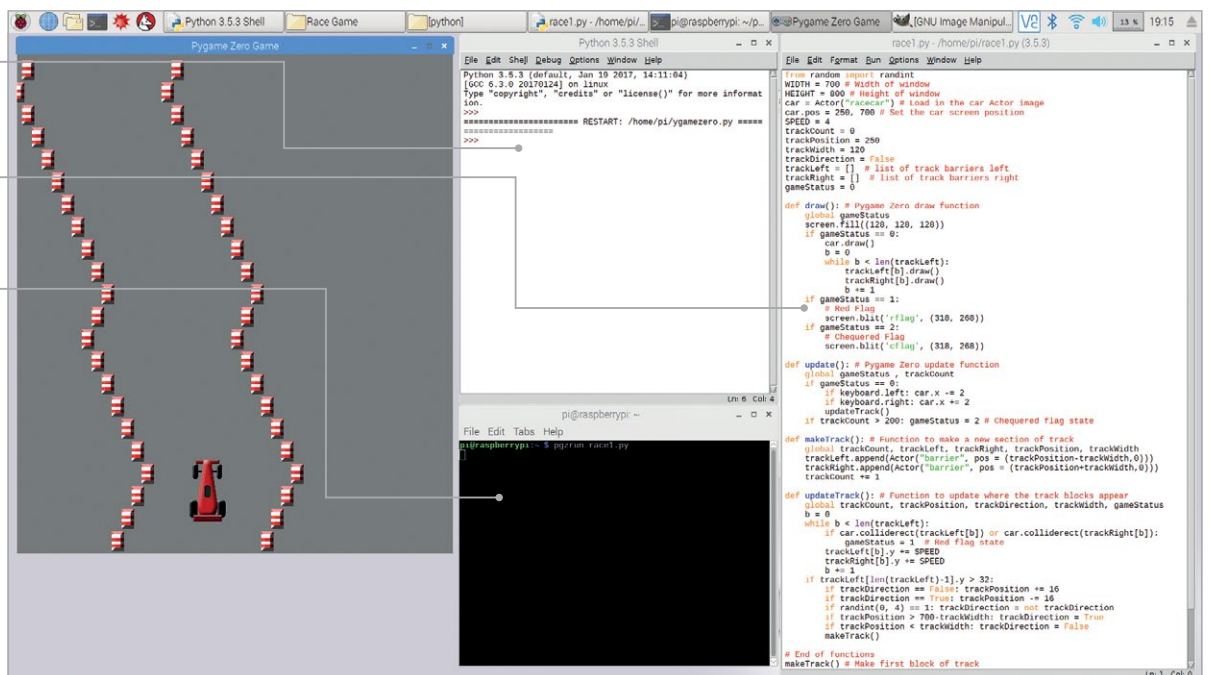 Python 3.5.3 Shell
Race Game
[python]
race1.py - /home/pi/...
pi@raspberrypi: ~/p...
Pygame Zero Game
[GNU Image Manipul...
13 %
19:15
Pygame Zero Game
Python 3.5.3 Shell
File Edit Shell Debug Options Window Help
Python 3.5.3 (default, Jan 19 2017, 14:11:04)
[GCC 6.3.0 20170124] on linux
Type "copyright", "credits" or "license()" for more informat
ion.
>>>
====================== RESTART: /home/pi/ygamezero.py =====
==================
>>>
Ln: 6 Col: 4
pi@raspberrypi: ~
File Edit Tabs Help
pi@raspberrypi:~ $ pgzrun race1.py
race1.py - /home/pi/race1.py (3.5.3)
File Edit Format Run Options Window Help
from random import randint
WIDTH = 700 # Width of window
HEIGHT = 800 # Height of window
car = Actor("racecar") # Load in the car Actor image
car.pos = 250, 700 # Set the car screen position
SPEED = 4
trackCount = 0
trackPosition = 250
trackWidth = 120
trackDirection = False
trackLeft = [] # list of track barriers left
trackRight = [] # list of track barriers right
gameStatus = 0
def draw(): # Pygame Zero draw function
global gameStatus
screen.fill((128, 128, 128))
if gameStatus == 0:
car.draw()
b = 0
while b < len(trackLeft):
trackLeft[b].draw()
trackRight[b].draw()
b += 1
if gameStatus == 1:
# Red Flag
screen.blit('rflag', (318, 268))
if gameStatus == 2:
# Chequered Flag
screen.blit('cflag', (318, 268))
def update(): # Pygame Zero update function
global gameStatus , trackCount
if gameStatus == 0:
if keyboard.left: car.x -= 2
if keyboard.right: car.x += 2
updateTrack()
if trackCount > 200: gameStatus = 2 # Chequered flag state
def makeTrack(): # Function to make a new section of track
global trackCount, trackLeft, trackRight, trackPosition, trackWidth
trackLeft.append(Actor("barrier", pos = (trackPosition-trackWidth,0)))
trackRight.append(Actor("barrier", pos = (trackPosition+trackWidth,0)))
trackCount += 1
def updateTrack(): # Function to update where the track blocks appear
global trackCount, trackPosition, trackDirection, trackWidth, gameStatus
b = 0
while b < len(trackLeft):
if car.colliderect(trackLeft[b]) or car.colliderect(trackRight[b]):
gameStatus = 1 # Red flag state
trackLeft[b].y += SPEED
trackRight[b].y += SPEED
b += 1
if trackLeft[len(trackLeft)-1].y > 32:
if trackDirection == False: trackPosition += 16
if trackDirection == True: trackPosition -= 16
if randint(0, 4) == 1: trackDirection = not trackDirection
if trackPosition > 700-trackWidth: trackDirection = True
if trackPosition < trackWidth: trackDirection = False
makeTrack()
# End of functions
makeTrack() # Make first block of track
Ln: 1 Col: 0